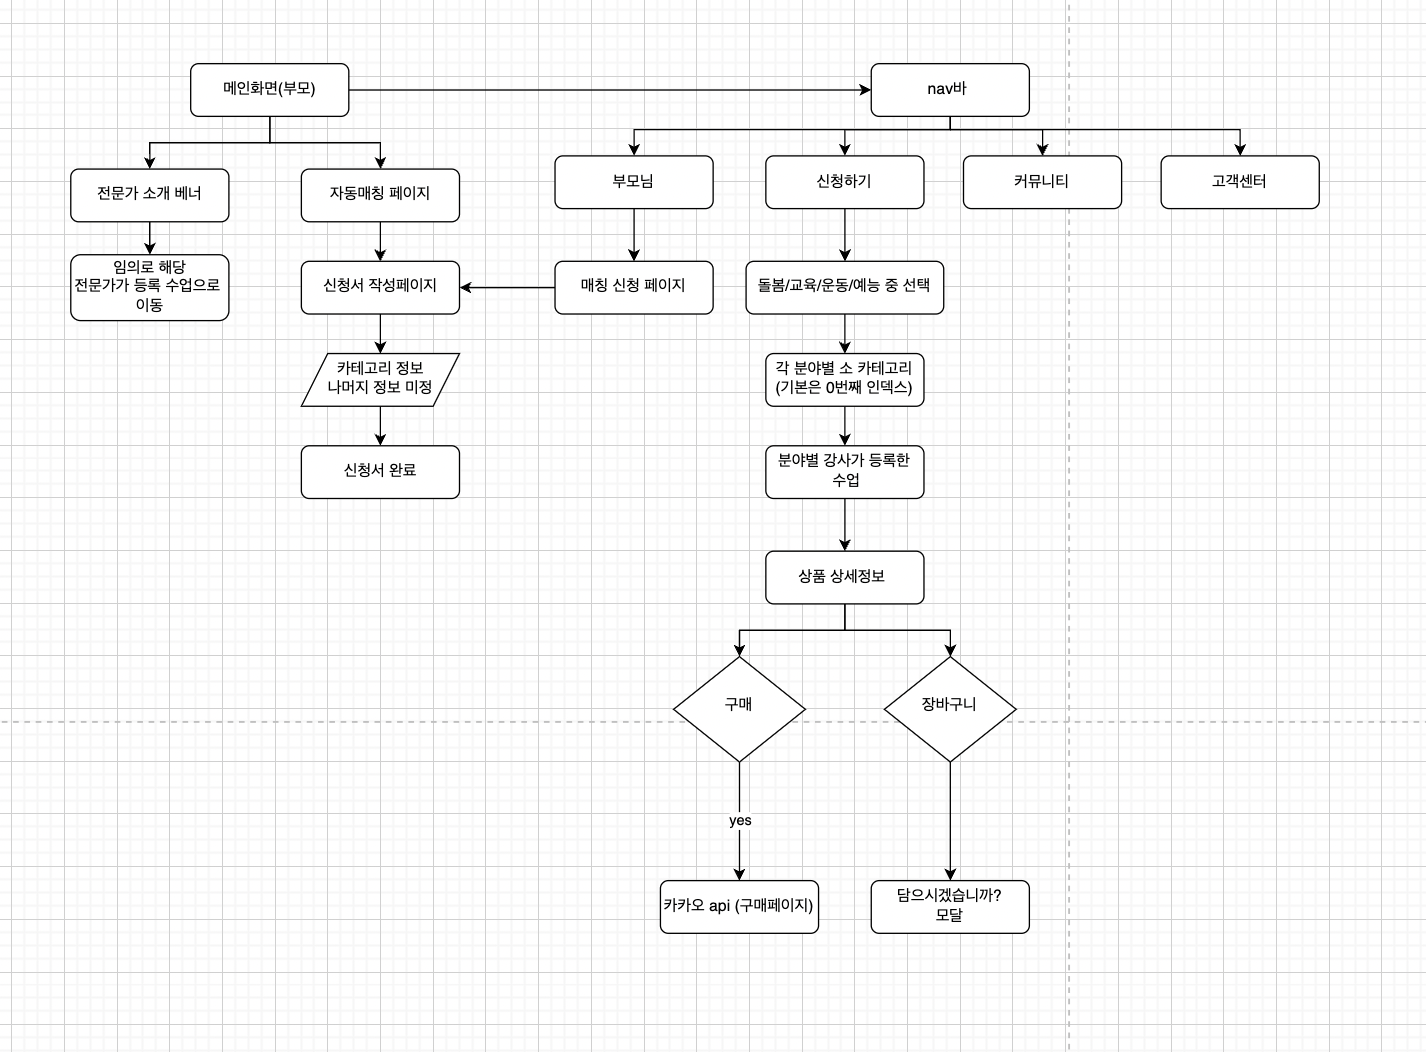 메인화면(부모)
nav바
전문가 소개 베너
자동매칭 페이지
부모님
신청하기
커뮤니티
고객센터
임의로 해당
전문가가 등록 수업으로
이동
신청서 작성페이지
매칭 신청 페이지
돌봄/교육/운동/예능 중 선택
카테고리 정보
나머지 정보 미정
각 분야별 소 카테고리
(기본은 0번째 인덱스)
신청서 완료
분야별 강사가 등록한
수업
상품 상세정보
구매
장바구니
yes
카카오 api (구매페이지)
담으시겠습니까?
모달